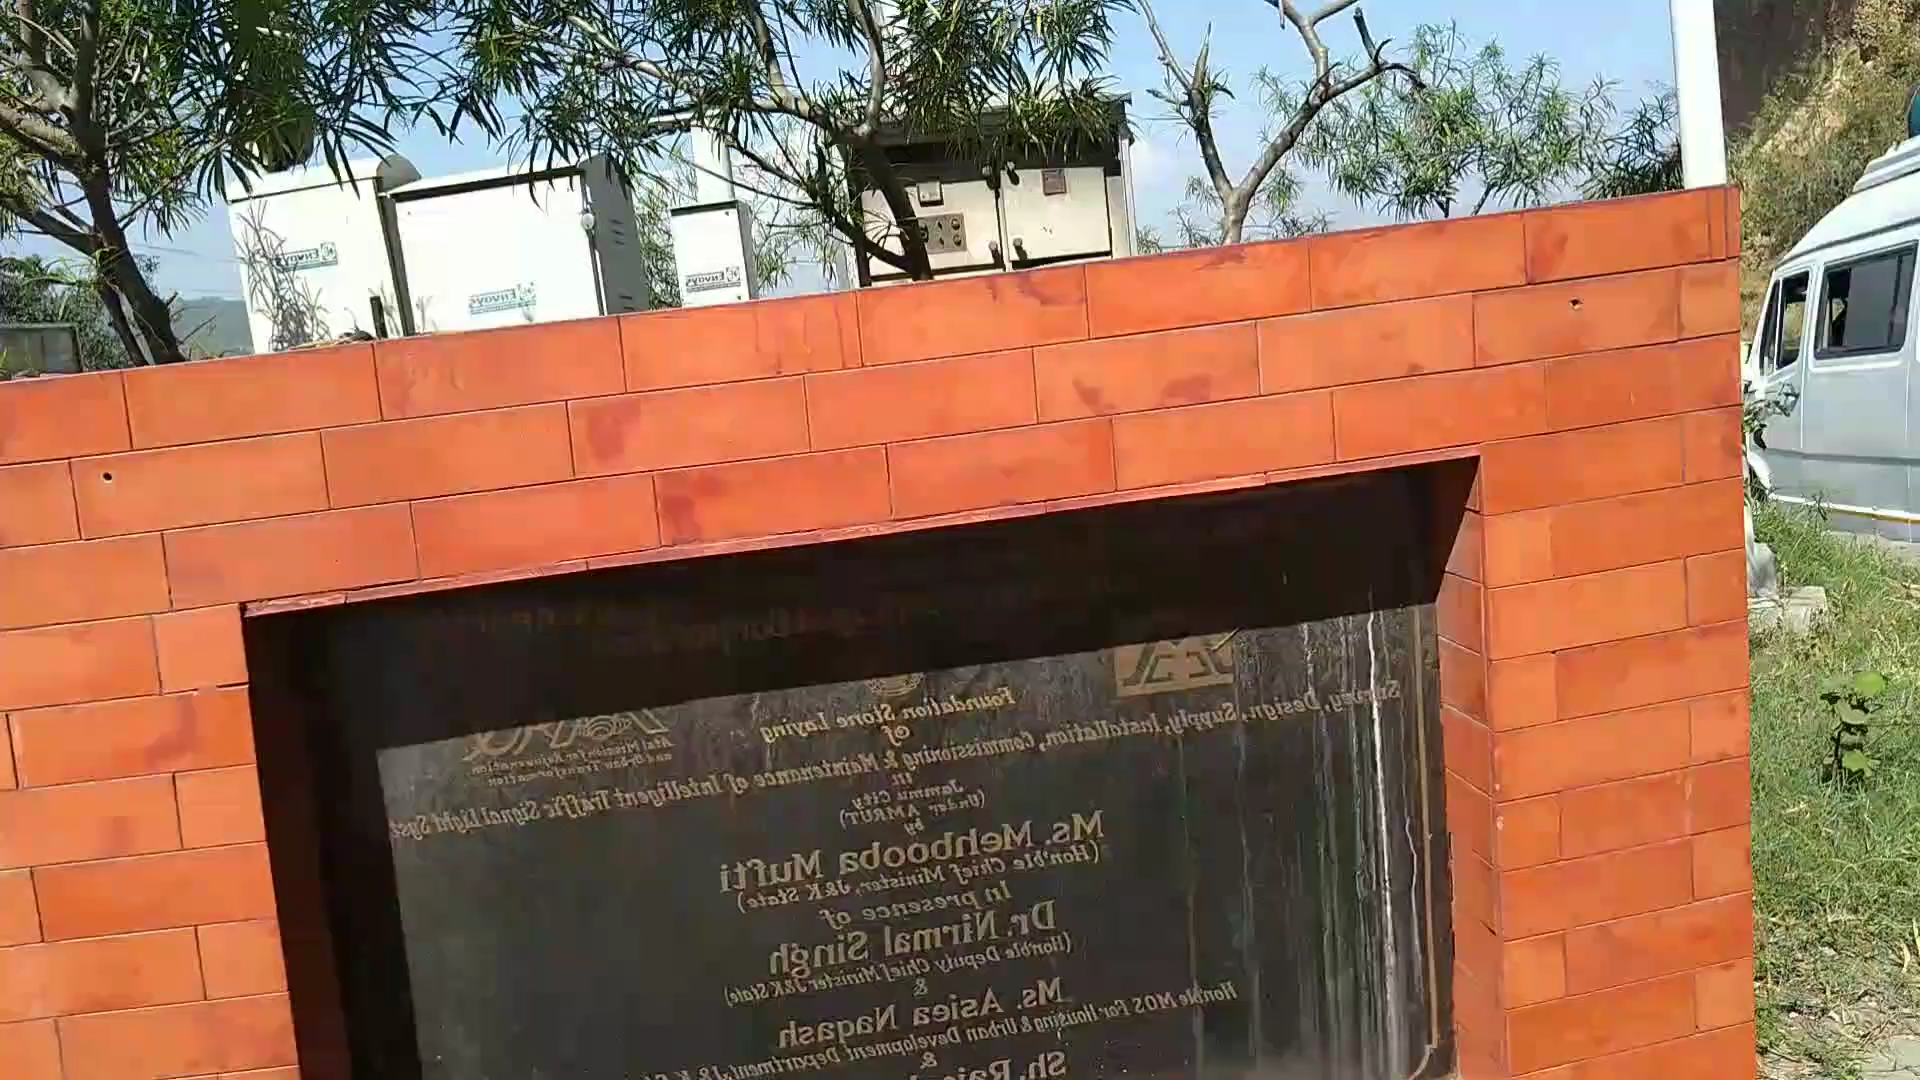 ENVOYS
ENVOYS
ENVOYS
Atal Mission for Rejuvenation
and Urban Transformation
Foundation Stone Laying
of
Survey, Design, Supply, Installation, Commissioning & Maintenance of Intelligent Traffic Signal Light Syst
in
Jammu City
(Under AMRUT)
by
Ms. Mehbooba Mufti
(Hon'ble Chief Minister, J&K State)
In presence of
Dr. Nirmal Singh
(Hon'ble Deputy Chief Minister J&K State)
&
Ms. Asiea Naqash
Hon'ble MOS For Housing & Urban Development Department J&K
&
Sh.